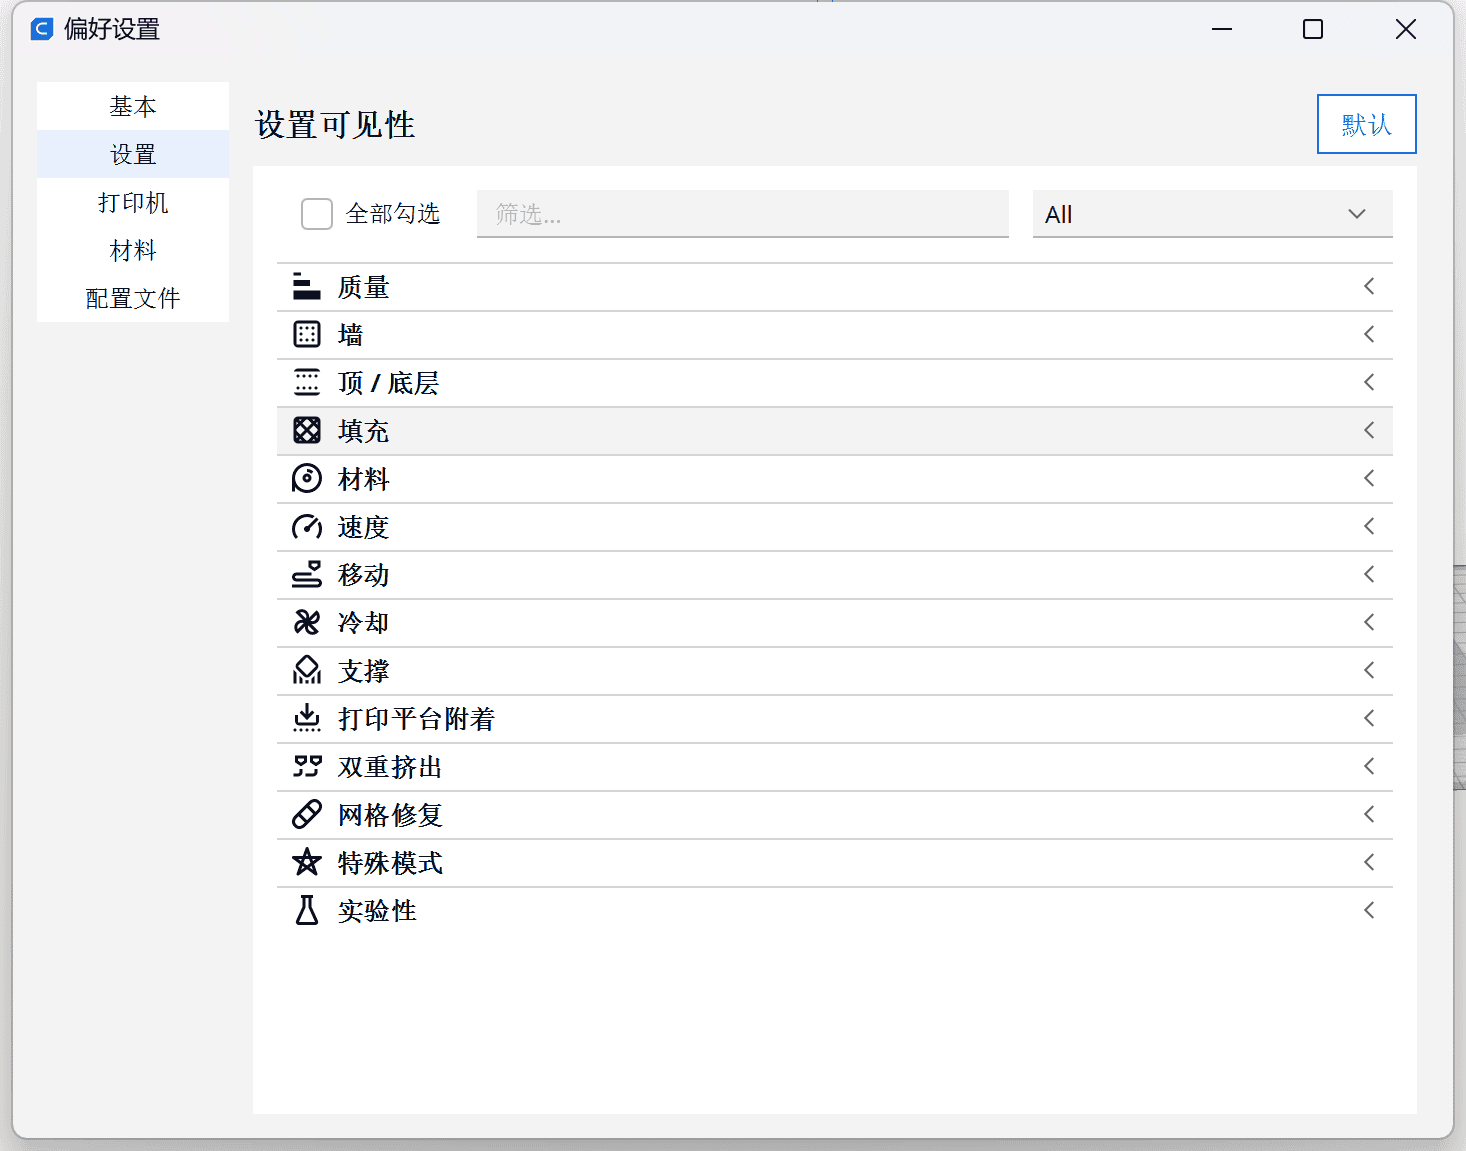 偏好设置
基本
设置
打印机
材料
配置文件
设置可见性
默认
全部勾选
筛选...
All
质量
墙
顶 / 底层
填充
材料
速度
移动
冷却
支撑
打印平台附着
双重挤出
网格修复
特殊模式
实验性